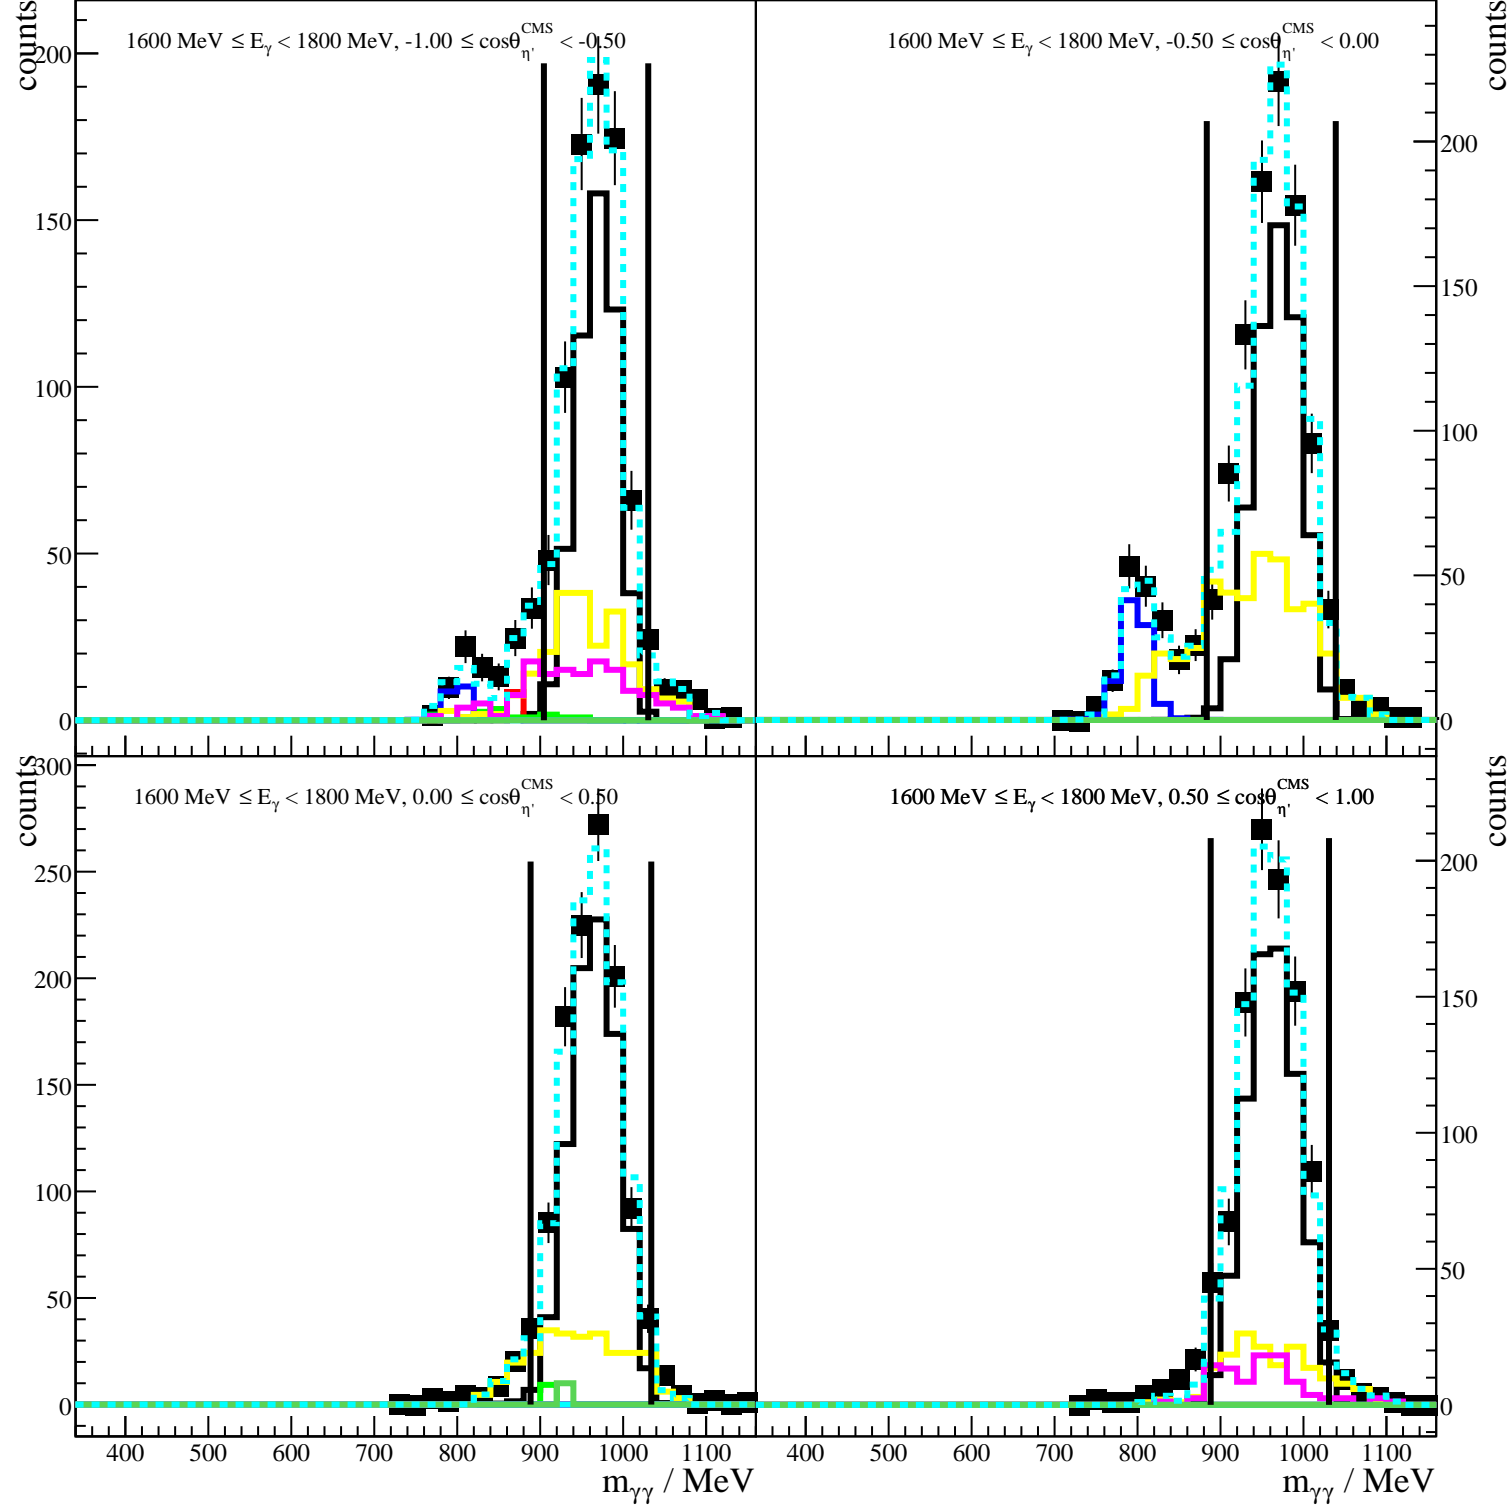 1600 MeV ≤ Eγ < 1800 MeV, -1.00 ≤ cosθη'CMS < -0.50
1600 MeV ≤ Eγ < 1800 MeV, -0.50 ≤ cosθη'CMS < 0.00
counts
counts
200
150
100
50
0
200
150
100
50
0
1600 MeV ≤ Eγ < 1800 MeV, 0.00 ≤ cosθη'CMS < 0.50
1600 MeV ≤ Eγ < 1800 MeV, 0.50 ≤ cosθη'CMS < 1.00
counts
counts
300
250
200
150
100
50
0
200
150
100
50
0
400 500 600 700 800 900 1000 1100
400 500 600 700 800 900 1000 1100
mγγ / MeV
mγγ / MeV